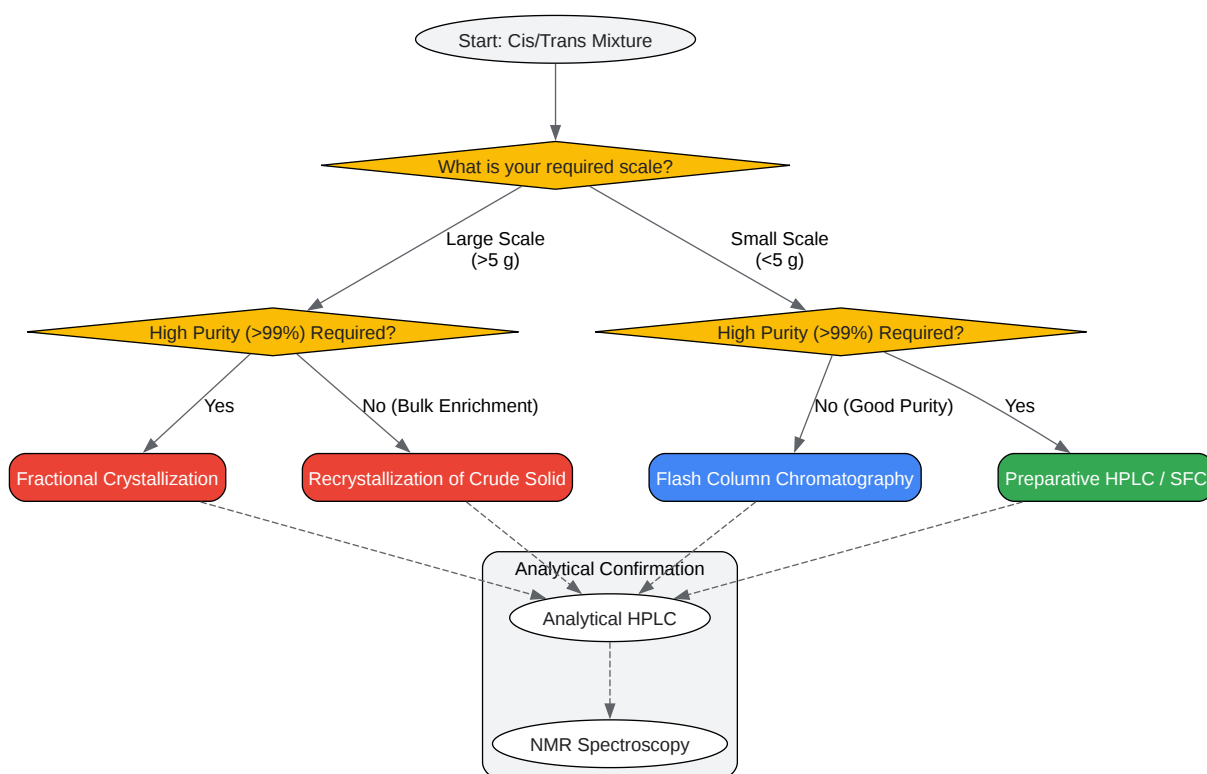 Start: Cis/Trans Mixture
What is your required scale?
Large Scale
(>5 g)
Small Scale
(<5 g)
High Purity (>99%) Required?
High Purity (>99%) Required?
Yes
No (Bulk Enrichment)
No (Good Purity)
Yes
Fractional Crystallization
Recrystallization of Crude Solid
Flash Column Chromatography
Preparative HPLC / SFC
Analytical Confirmation
Analytical HPLC
NMR Spectroscopy